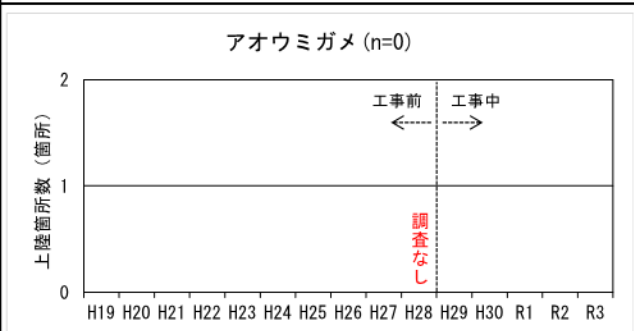 アオウミガメ(n=0)
2
工事前 工事中
上陸箇所数（箇所）
1
調査なし
0
H19 H20 H21 H22 H23 H24 H25 H26 H27 H28 H29 H30 R1 R2 R3